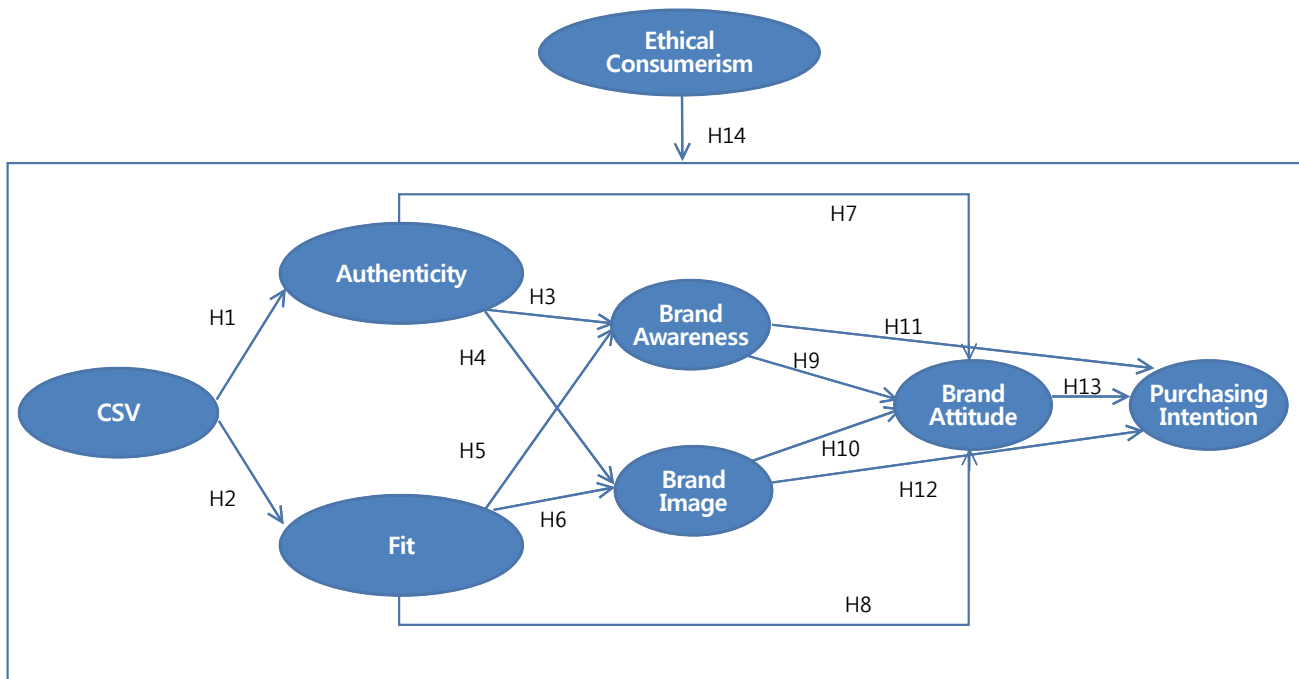 Ethical
Consumerism
H14
H7
Authenticity
H3
Brand
Awareness
H11
H1
H4
H9
CSV
Brand
Attitude
H13
Purchasing
Intention
H5
H10
H2
Brand
Image
H12
H6
Fit
H8